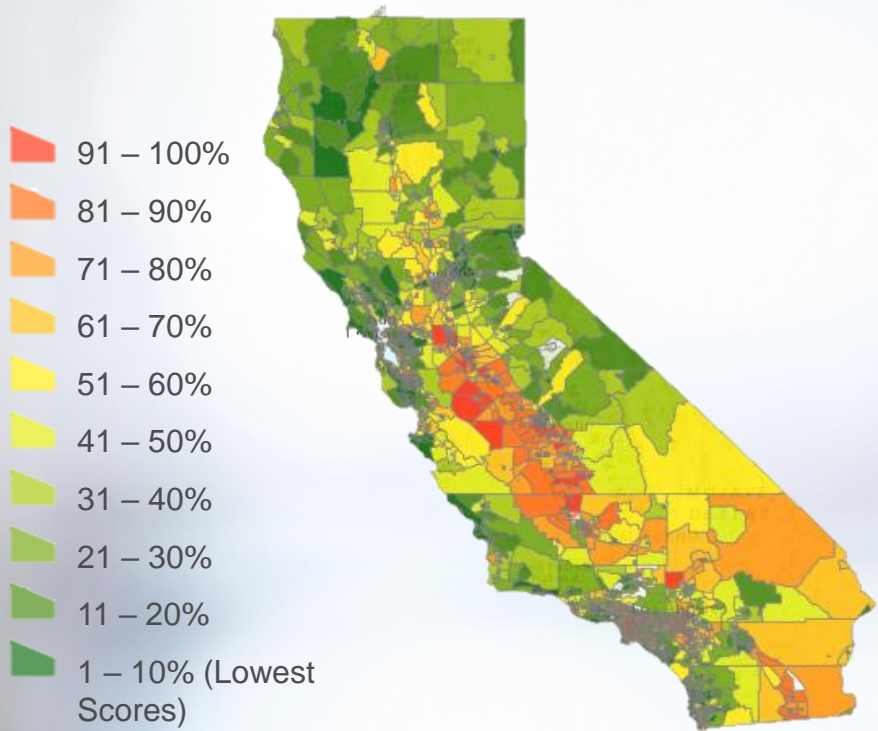 91 – 100%
81 – 90%
71 – 80%
61 – 70%
51 – 60%
41 – 50%
31 – 40%
21 – 30%
11 – 20%
1 – 10% (Lowest
Scores)